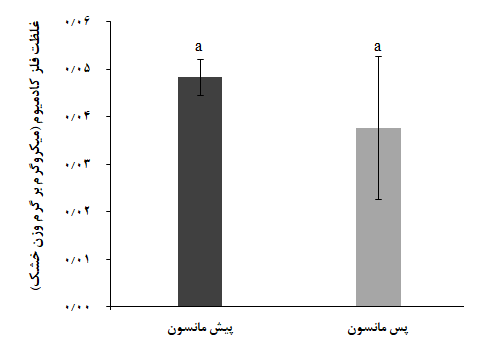 غلظت فلز کادمیوم (میکروگرم بر گرم وزن خشک)
۰/۰۶
۰/۰۵
۰/۰۴
۰/۰۳
۰/۰۲
۰/۰۱
۰/۰۰
a
a
پیش مانسون
پس مانسون